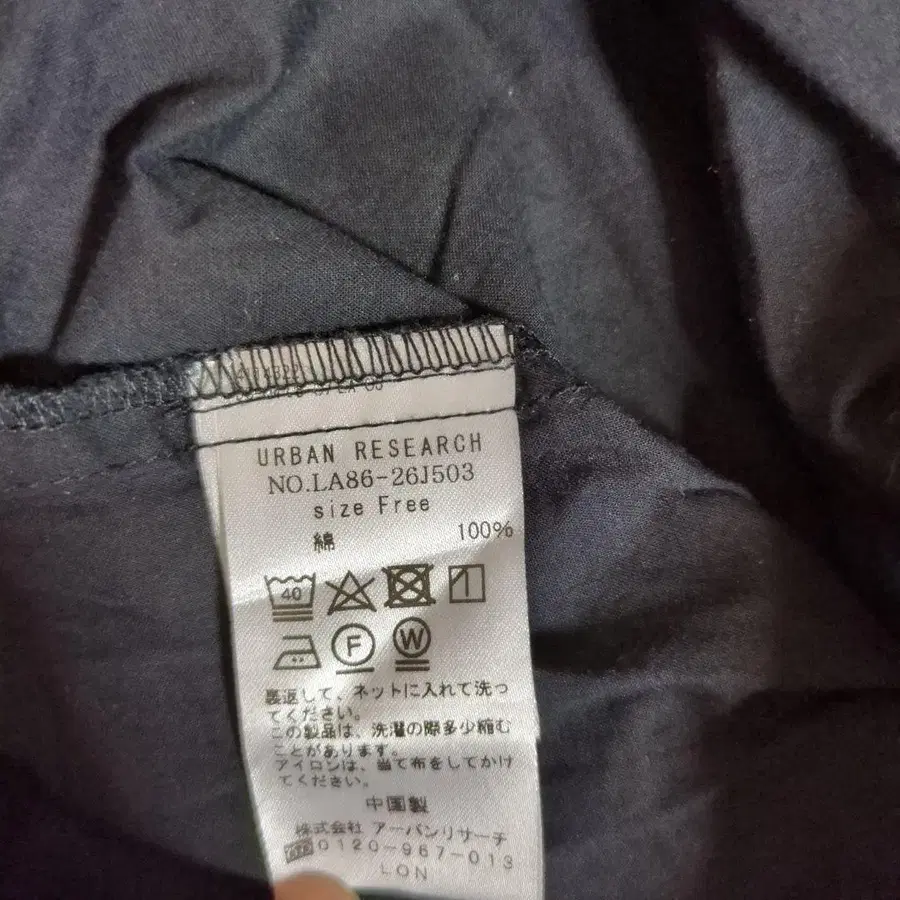 URBAN RESEARCH
NO.LA86-26J503
size Free
綿 100%
40
F W
裏返して、ネットに入れて洗っ
てください。
この製品は、洗濯の際多少縮む
ことがあります。
アイロンは、当て布をしてかけ
てください。
中国製
株式会社 アーバンリサーチ
0120-967-013
LON